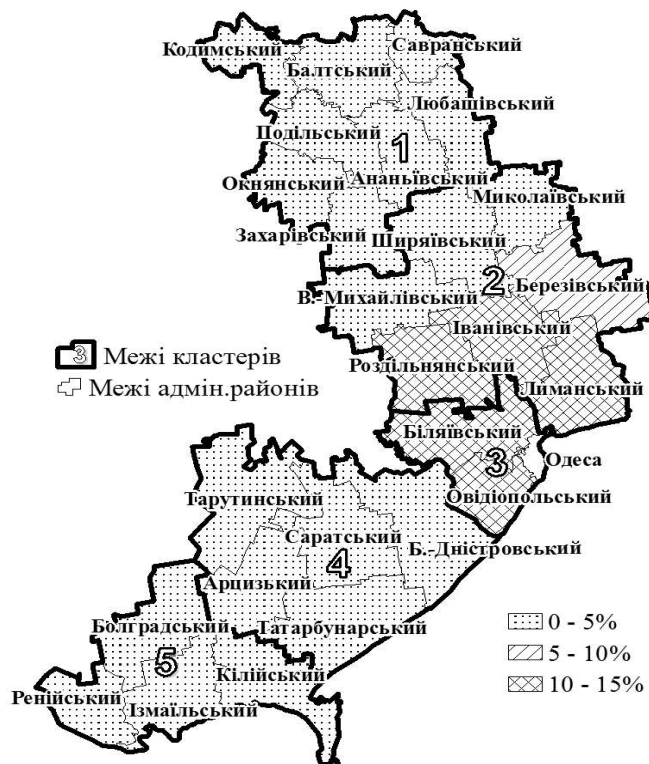 Кодимський
Савранський
Балтський
Любашівський
Подільський
1
Ананьївський
Окнянський
Миколаївський
Захарівський
Ширяївський
2
Березівський
В.-Михайлівський
Іванівський
3 Межі кластерів
Роздільнянський
Межі адмін.районів
Лиманський
Біляївський
3
Одеса
Овідіопольський
Тарутинський
Саратський
Б.-Дністровський
4
Арцизький
0 - 5%
Болградський
Татарбунарський
5 - 10%
5
Кілійський
10 - 15%
Ренійський
Ізмаїльський